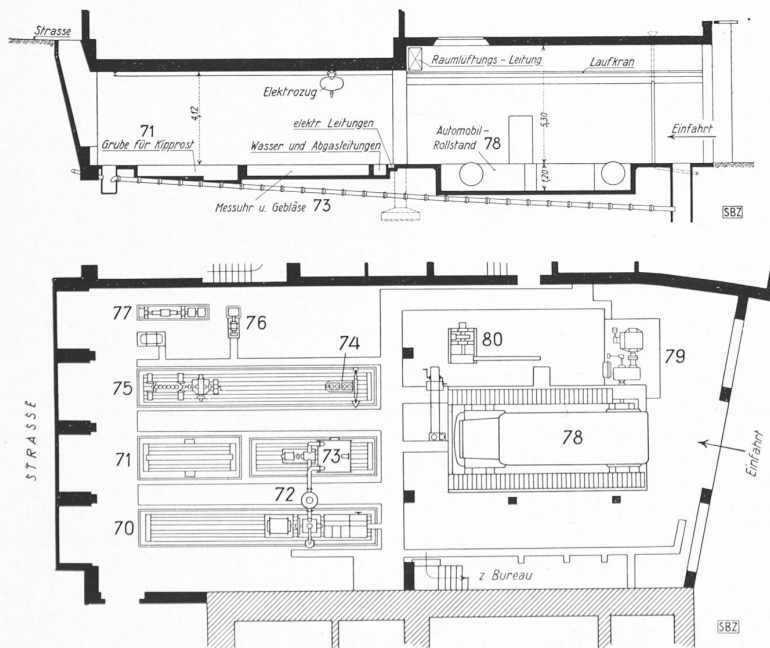 Strasse
Raumlüftungs-Leitung
Laufkran
Elektrozug
4,12
5,30
elektr. Leitungen
71
Grube für Kipprost
Wasser und Abgasleitungen
Automobil-
Rollstand 78
Einfahrt
1,20
Messuhr u. Gebläse 73
SBZ
77
76
74
80
79
75
STRASSE
71
73
78
Einfahrt
72
70
z. Bureau
SBZ